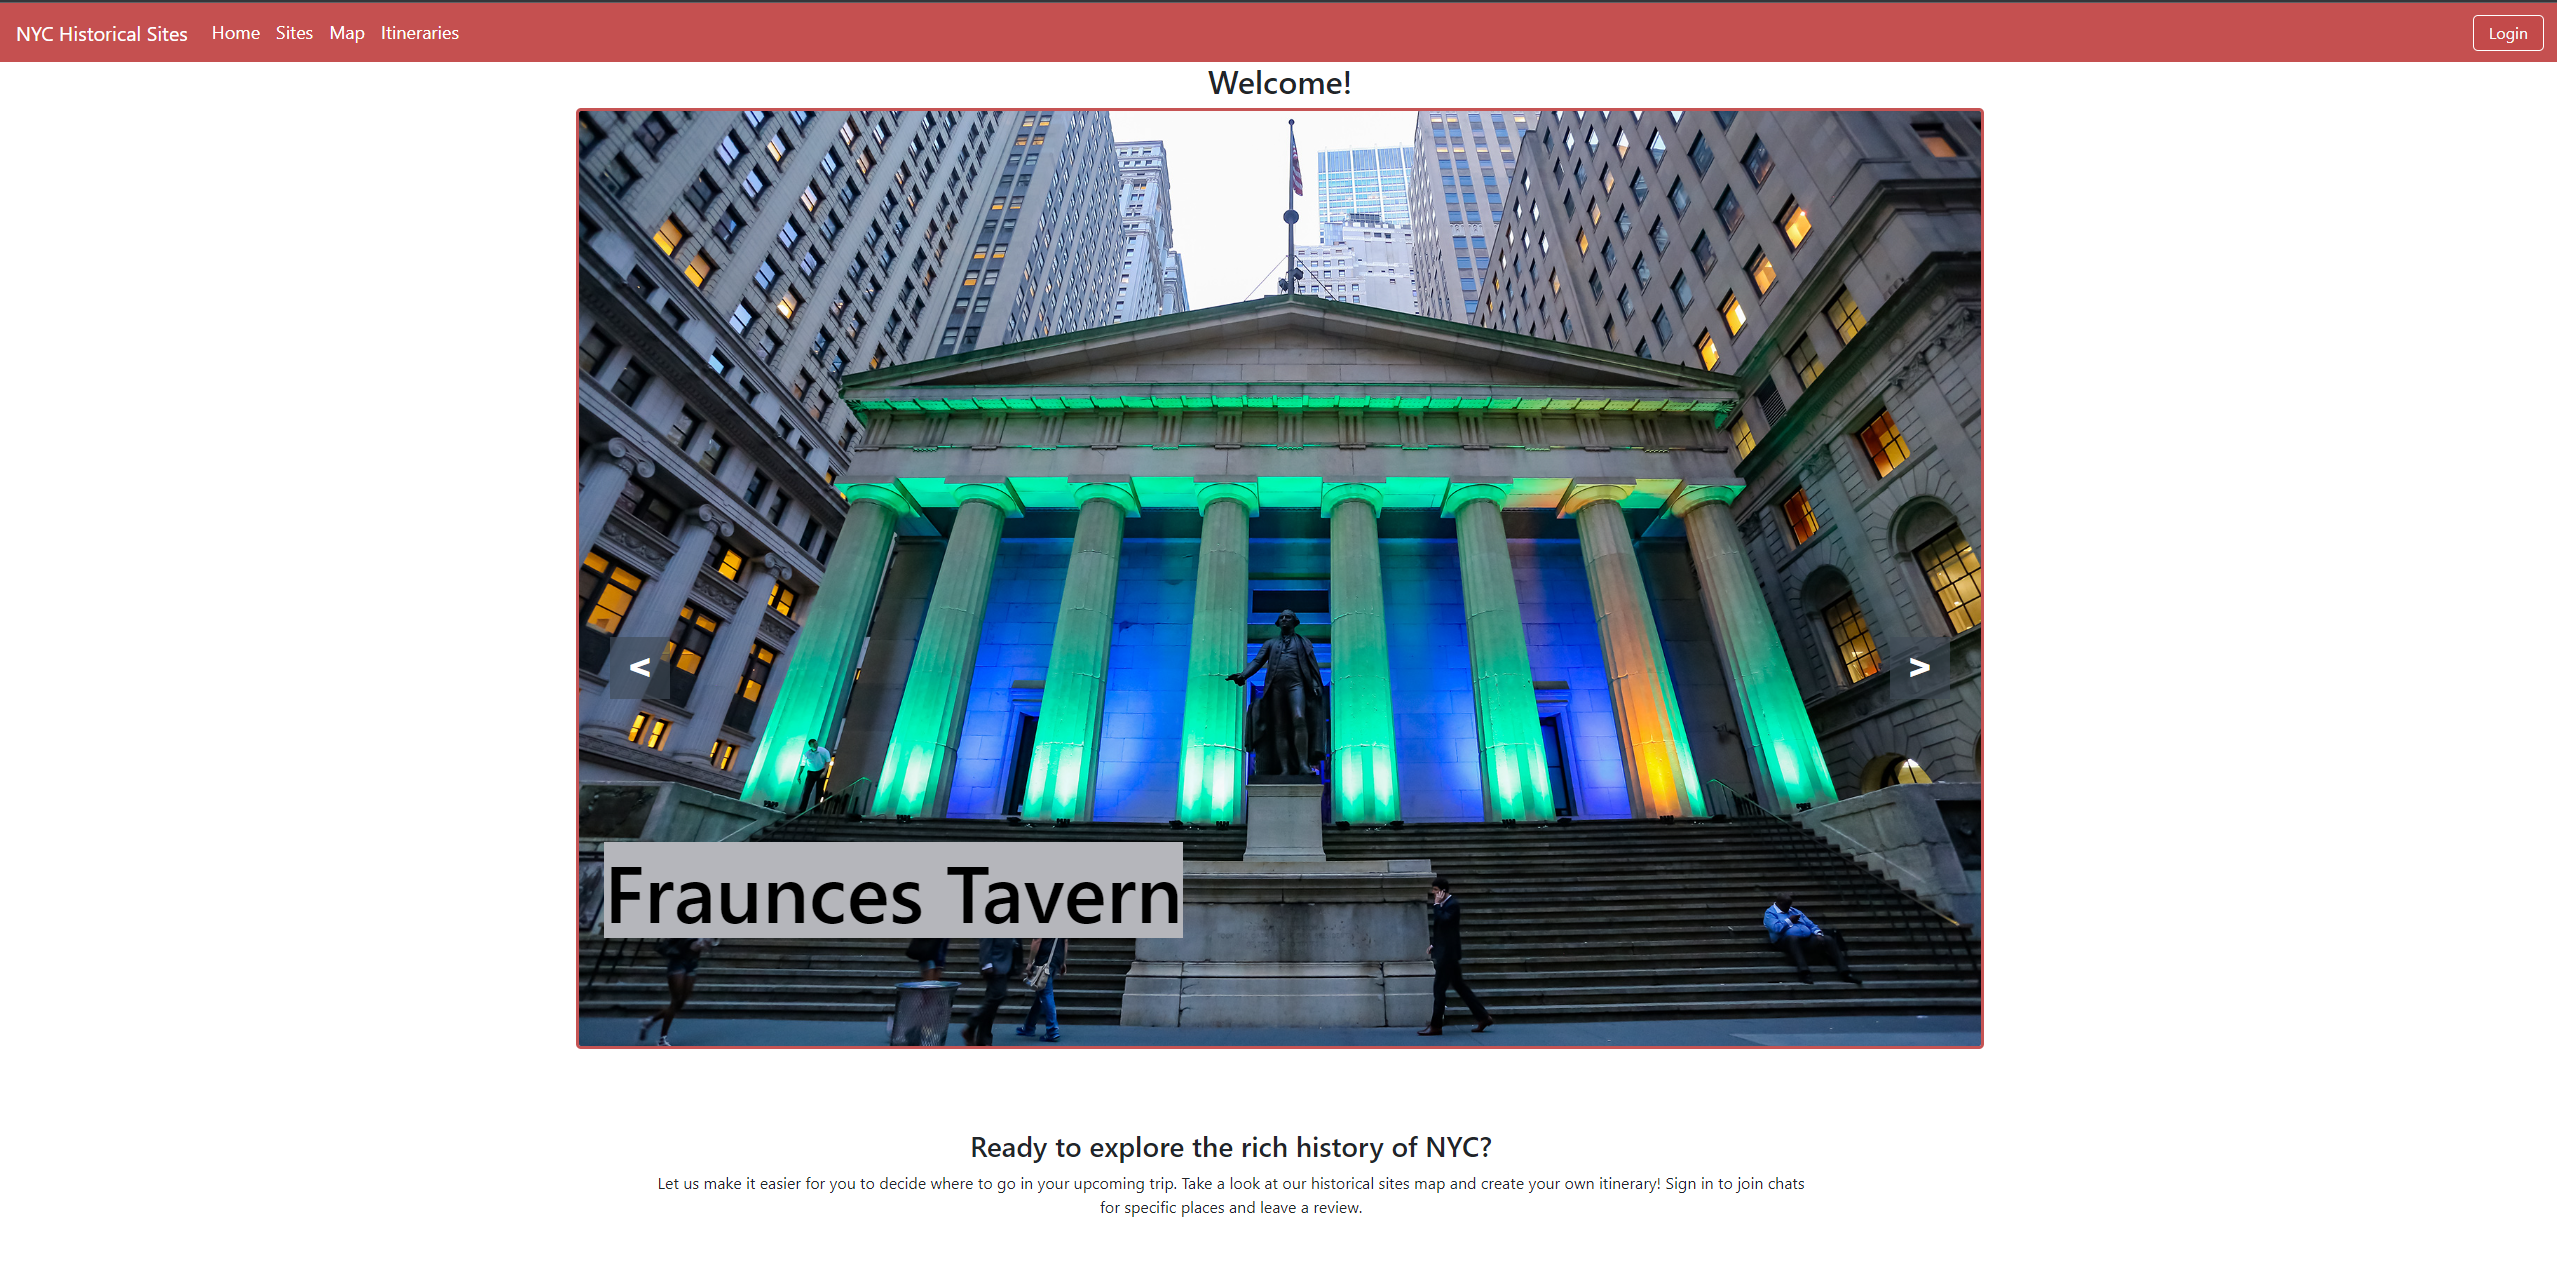 NYC Historical Sites Home Sites Map Itineraries Login
Welcome!
< >
Fraunces Tavern
Ready to explore the rich history of NYC?
Let us make it easier for you to decide where to go in your upcoming trip. Take a look at our historical sites map and create your own itinerary! Sign in to join chats
for specific places and leave a review.